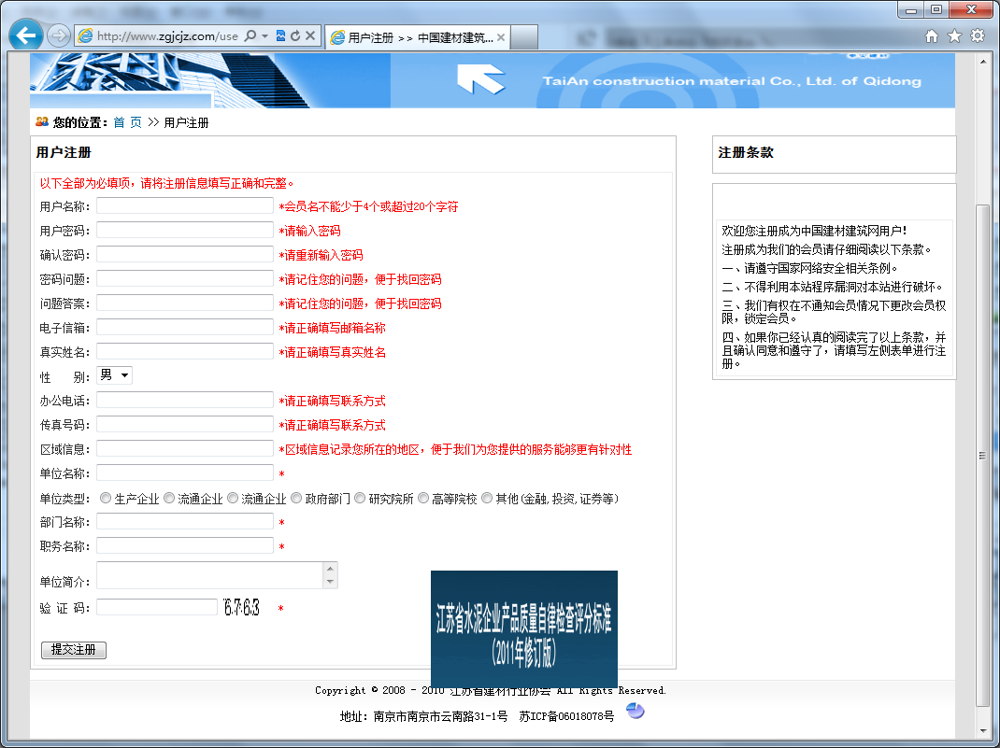 http://www.zgjcjz.com/use
用户注册 >> 中国建材建筑...
TaiAn construction material Co., Ltd. of Qidong
您的位置：首 页 >> 用户注册
用户注册
以下全部为必填项，请将注册信息填写正确和完整。
用户名称： *会员名不能少于4个或超过20个字符
用户密码： *请输入密码
确认密码： *请重新输入密码
密码问题： *请记住您的问题，便于找回密码
问题答案： *请记住您的问题，便于找回密码
电子信箱： *请正确填写邮箱名称
真实姓名： *请正确填写真实姓名
性 别： 男
办公电话： *请正确填写联系方式
传真号码： *请正确填写联系方式
区域信息： *区域信息记录您所在的地区，便于我们为您提供的服务能够更有针对性
单位名称： *
单位类型： 生产企业 流通企业 流通企业 政府部门 研究院所 高等院校 其他(金融,投资,证券等)
部门名称： *
职务名称： *
单位简介：
验 证 码： 6763 *
提交注册
注册条款
欢迎您注册成为中国建材建筑网用户！
注册成为我们的会员请仔细阅读以下条款。
一、请遵守国家网络安全相关条例。
二、不得利用本站程序漏洞对本站进行破坏。
三、我们有权在不通知会员情况下更改会员权
限，锁定会员。
四、如果你已经认真的阅读完了以上条款，并
且确认同意和遵守了，请填写左侧表单进行注
册。
江苏省水泥企业产品质量自律检查评分标准
（2011年修订版）
Copyright © 2008 - 2010 江苏省建材行业协会 All Rights Reserved.
地址：南京市南京市云南路31-1号 苏ICP备06018078号